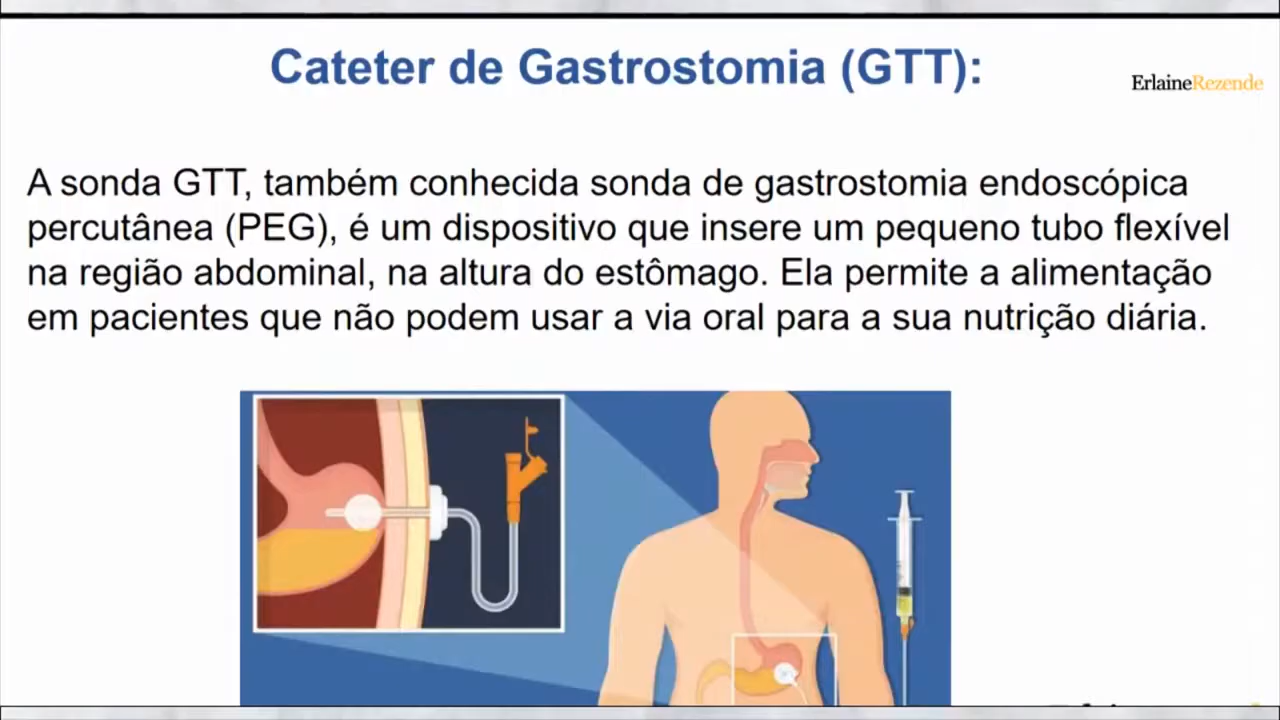 Cateter de Gastrostomia (GTT):
ErlaineRezende
A sonda GTT, também conhecida sonda de gastrostomia endoscópica
percutânea (PEG), é um dispositivo que insere um pequeno tubo flexível
na região abdominal, na altura do estômago. Ela permite a alimentação
em pacientes que não podem usar a via oral para a sua nutrição diária.